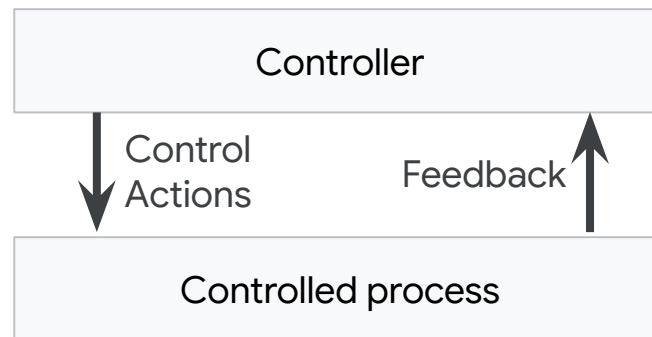 Controller
Control
Actions
Feedback
Controlled process